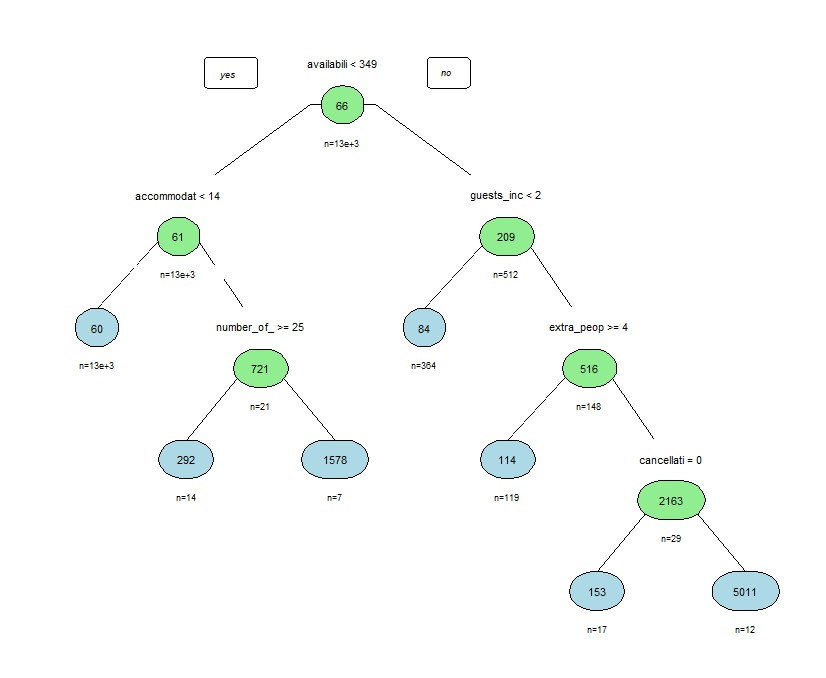 availabili < 349
yes
no
66
n=13e+3
accommodat < 14
guests_inc < 2
61
209
n=13e+3
n=512
number_of_ >= 25
extra_peop >= 4
60
84
n=13e+3
n=364
721
516
n=21
n=148
292
1578
114
cancellati = 0
n=14
n=7
n=119
2163
n=29
153
5011
n=17
n=12